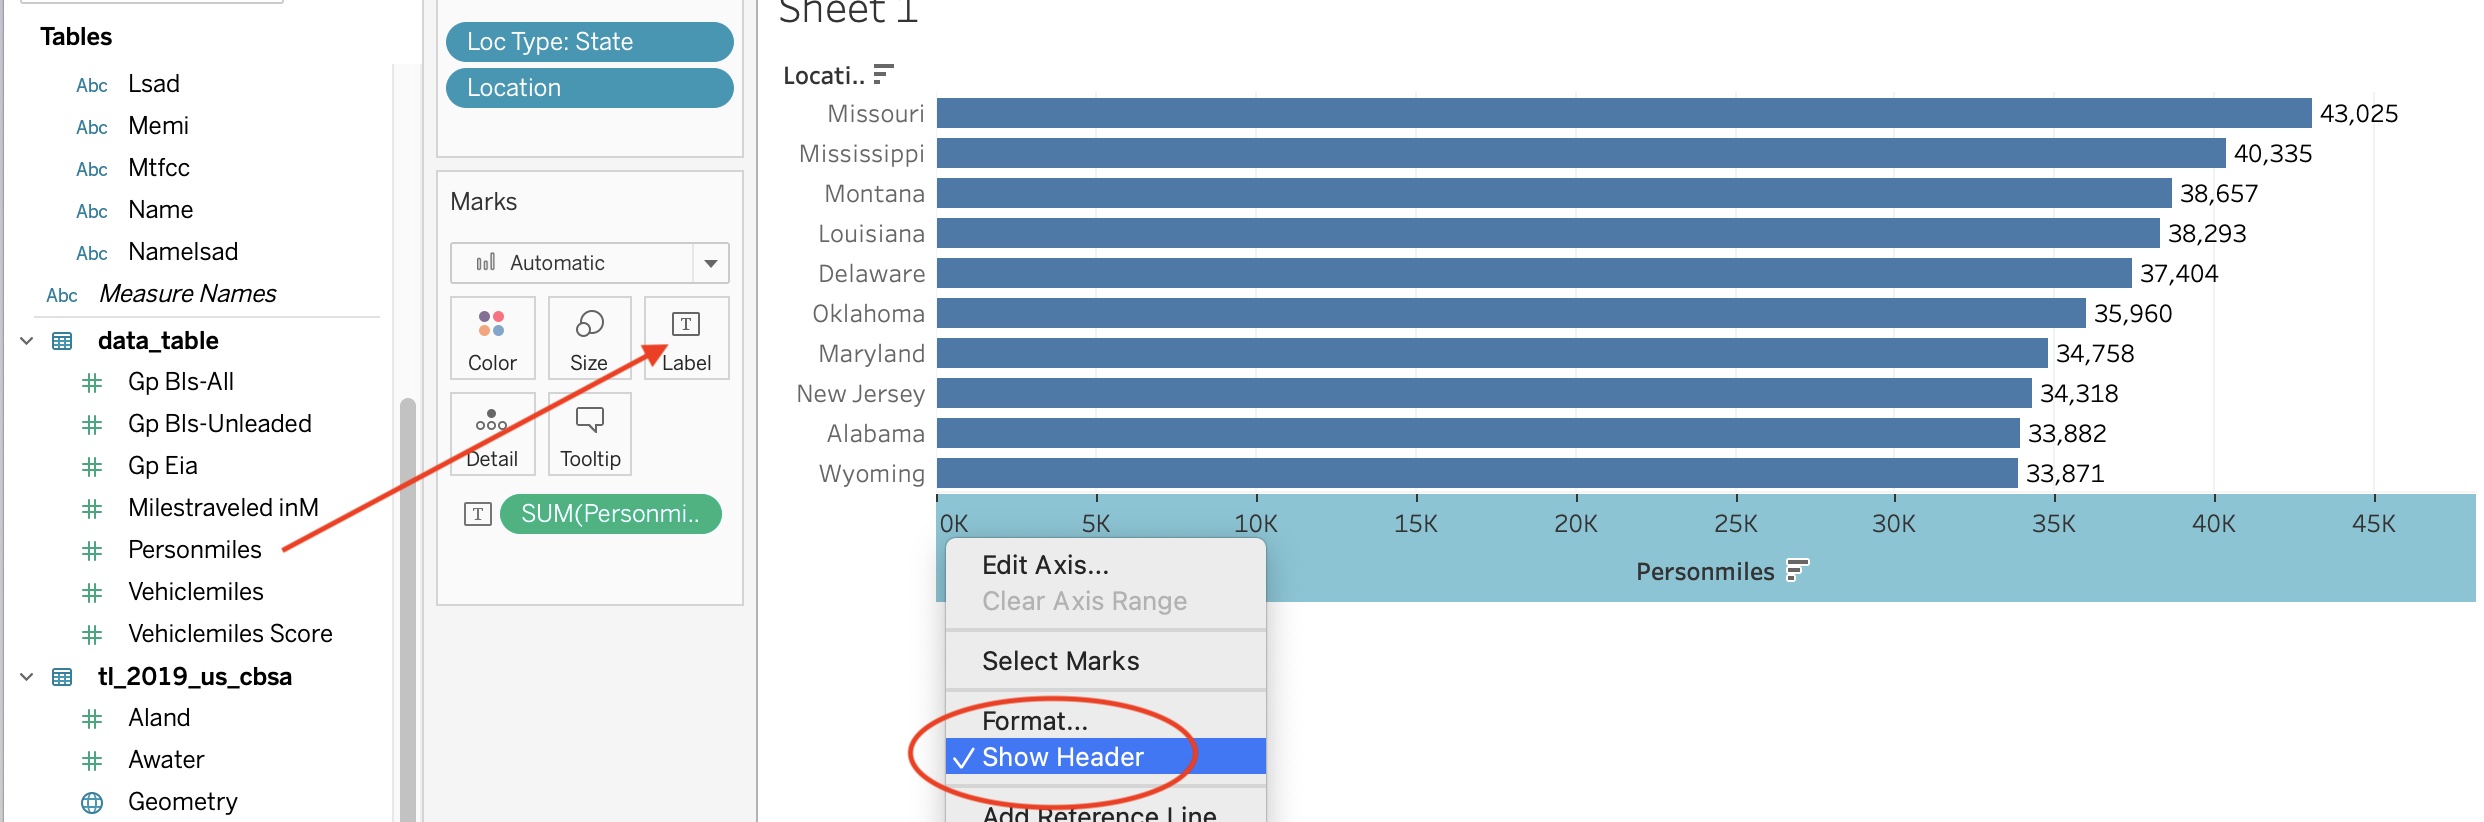 Tables
Abc Lsad
Abc Memi
Abc Mtfcc
Abc Name
Abc Namelsad
Abc Measure Names
data_table
Gp Bls-All
Gp Bls-Unleaded
Gp Eia
Milestraveled inM
Personmiles
Vehiclemiles
Vehiclemiles Score
tl_2019_us_cbsa
Aland
Awater
Geometry
Loc Type: State
Location
Marks
Automatic
Color
Size
T
Label
Detail
Tooltip
T SUM(Personmi..
Sheet 1
Locati..
Missouri 43,025
Mississippi 40,335
Montana 38,657
Louisiana 38,293
Delaware 37,404
Oklahoma 35,960
Maryland 34,758
New Jersey 34,318
Alabama 33,882
Wyoming 33,871
0K 5K 10K 15K 20K 25K 30K 35K 40K 45K
Personmiles
Edit Axis...
Clear Axis Range
Select Marks
Format...
✓ Show Header
Add Reference Line